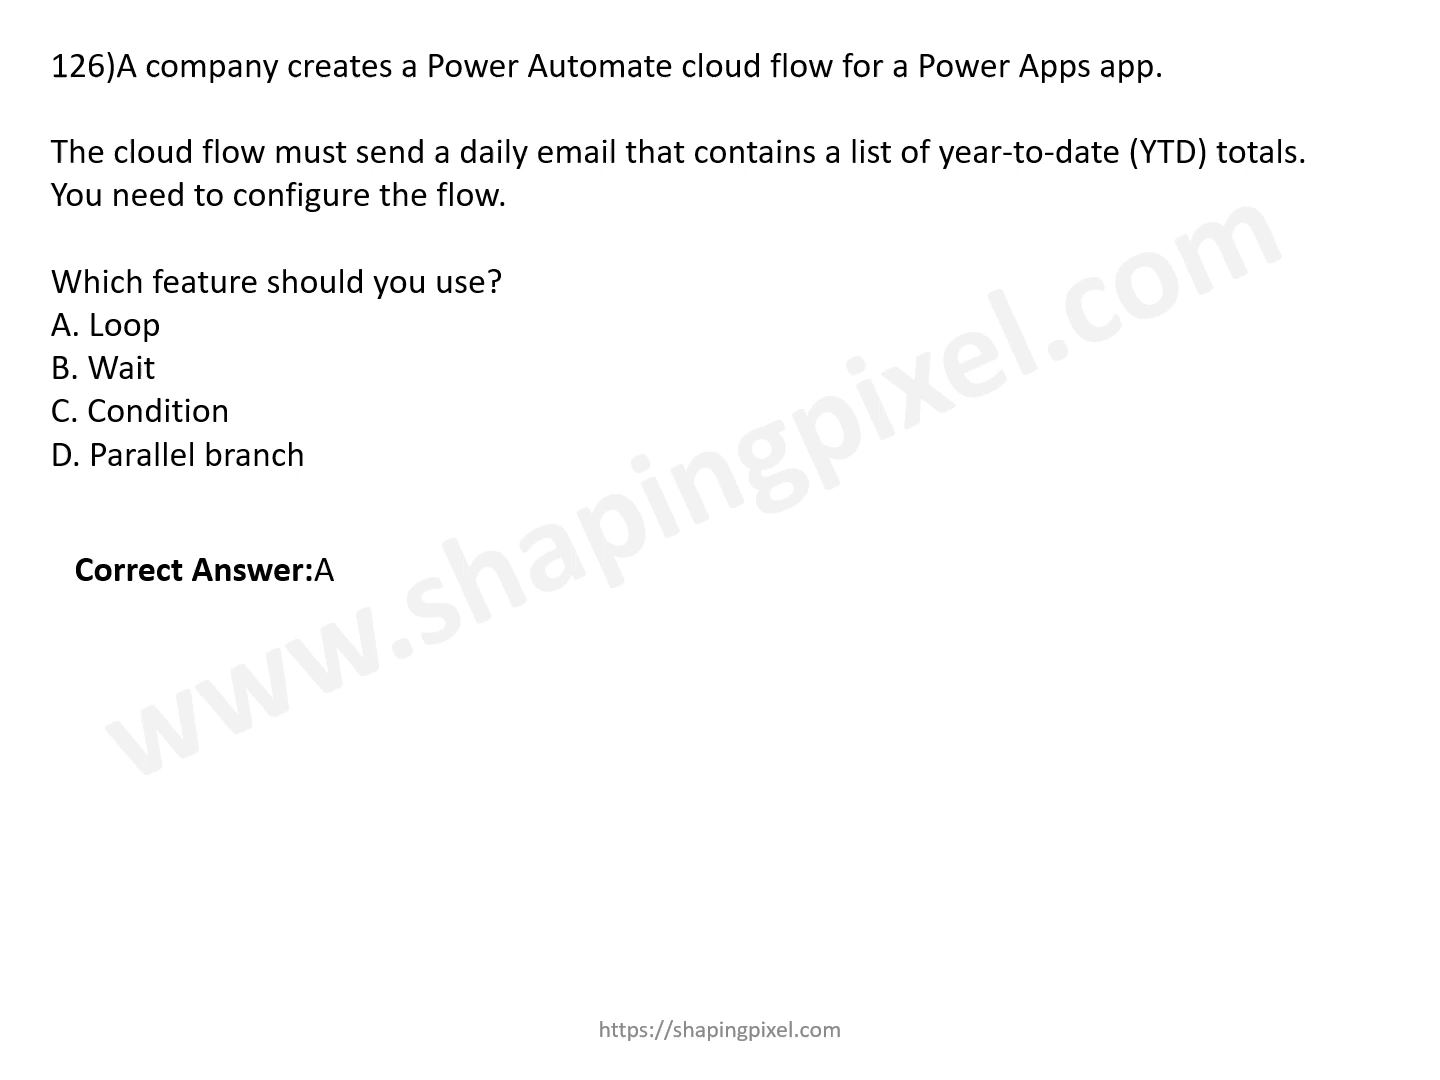 126)A company creates a Power Automate cloud flow for a Power Apps app.
The cloud flow must send a daily email that contains a list of year-to-date (YTD) totals.
You need to configure the flow.
Which feature should you use?
A. Loop
B. Wait
C. Condition
D. Parallel branch
Correct Answer:A
www.shapingpixel.com
https://shapingpixel.com